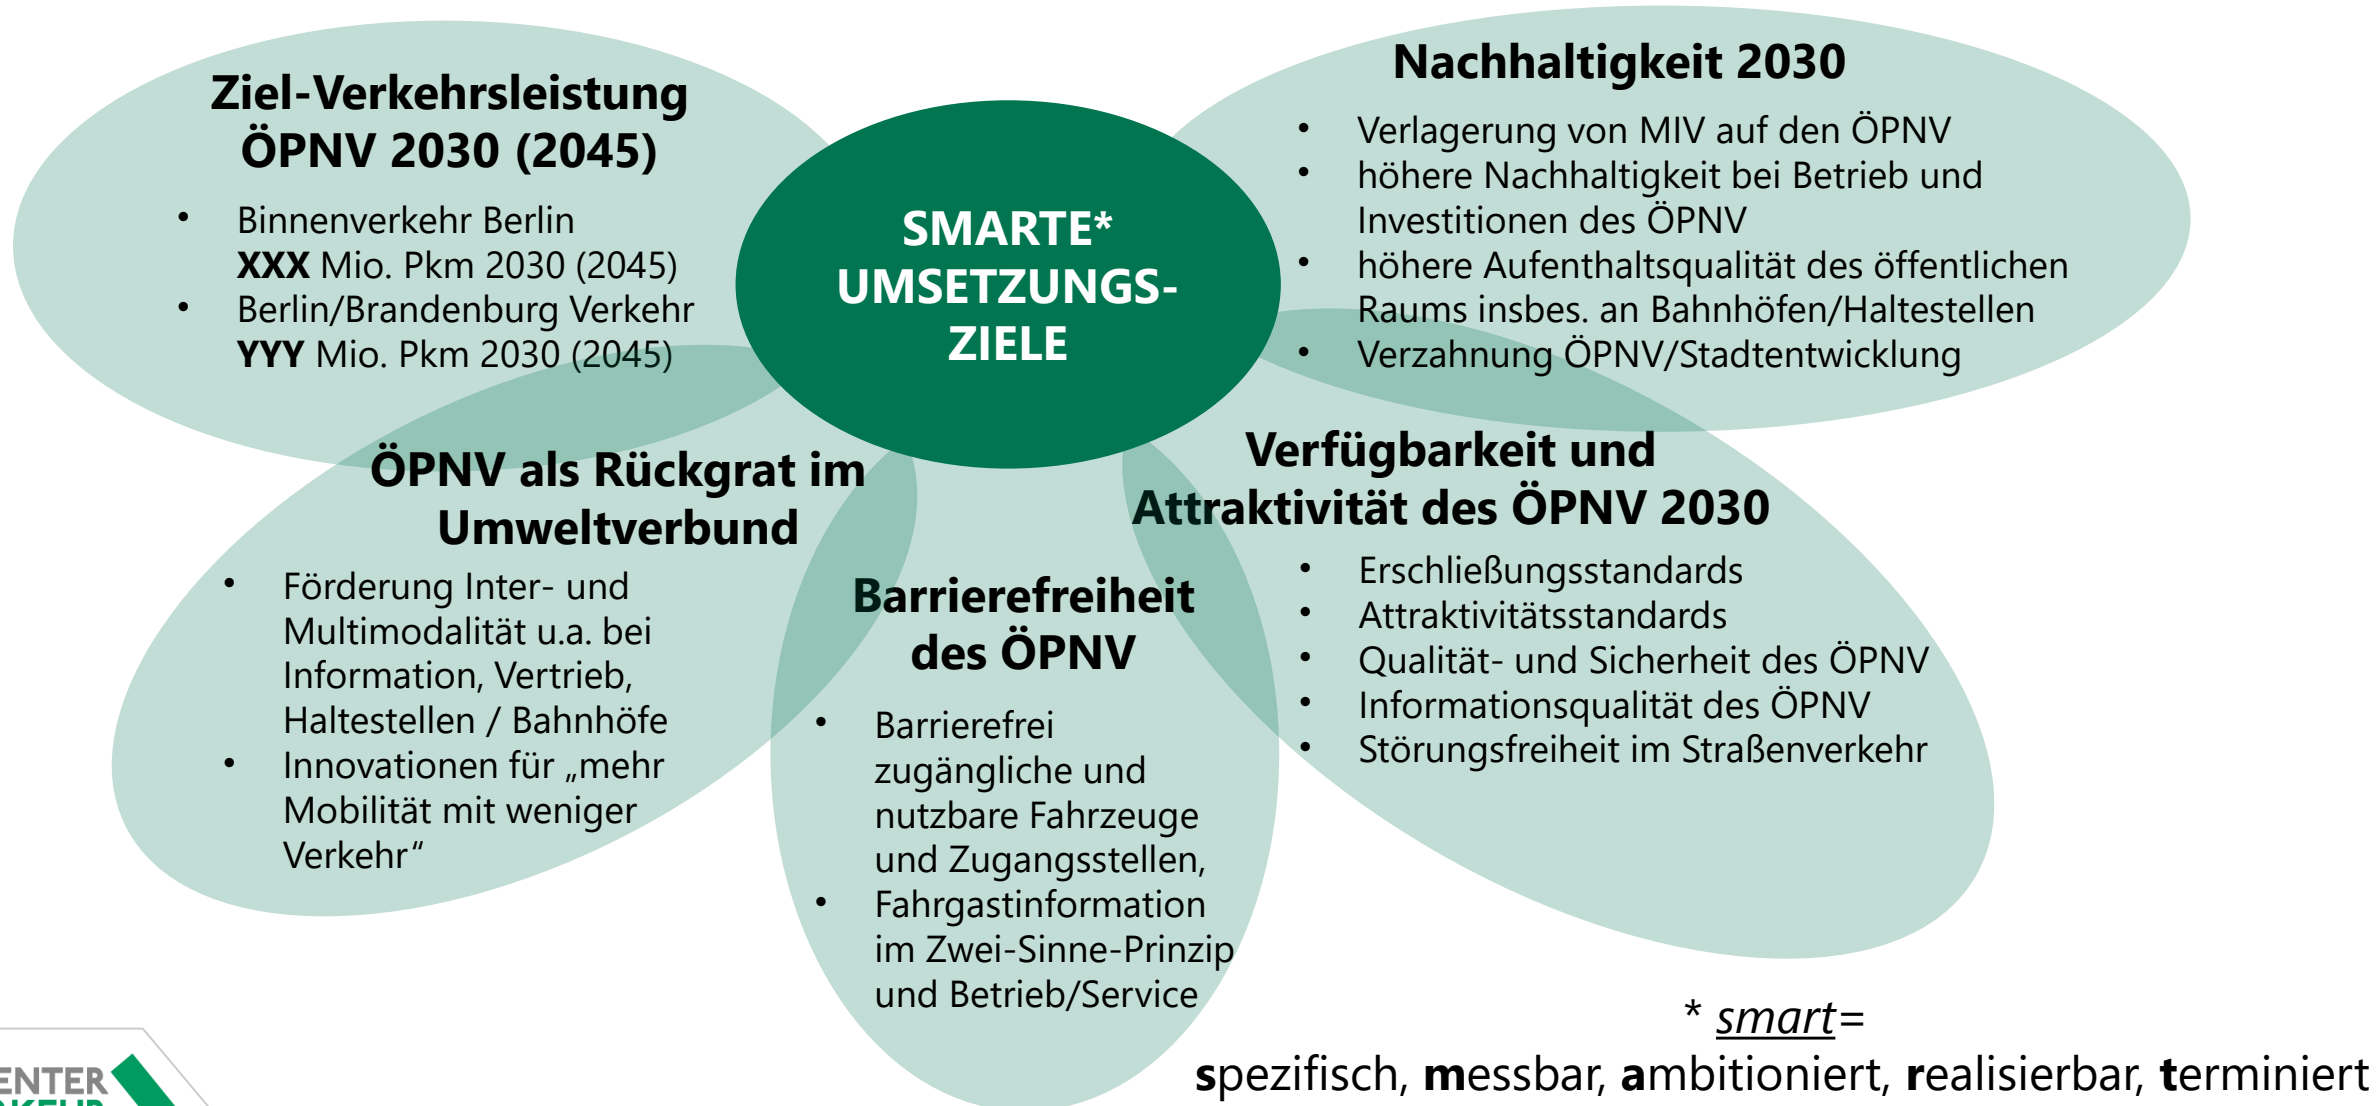 Ziel-Verkehrsleistung
ÖPNV 2030 (2045)
• Binnenverkehr Berlin
XXX Mio. Pkm 2030 (2045)
• Berlin/Brandenburg Verkehr
YYY Mio. Pkm 2030 (2045)
SMARTE*
UMSETZUNGS-
ZIELE
Nachhaltigkeit 2030
• Verlagerung von MIV auf den ÖPNV
• höhere Nachhaltigkeit bei Betrieb und
Investitionen des ÖPNV
• höhere Aufenthaltsqualität des öffentlichen
Raums insbes. an Bahnhöfen/Haltestellen
• Verzahnung ÖPNV/Stadtentwicklung
ÖPNV als Rückgrat im
Umweltverbund
• Förderung Inter- und
Multimodalität u.a. bei
Information, Vertrieb,
Haltestellen / Bahnhöfe
• Innovationen für „mehr
Mobilität mit weniger
Verkehr“
Barrierefreiheit
des ÖPNV
• Barrierefrei
zugängliche und
nutzbare Fahrzeuge
und Zugangsstellen,
• Fahrgastinformation
im Zwei-Sinne-Prinzip
und Betrieb/Service
Verfügbarkeit und
Attraktivität des ÖPNV 2030
• Erschließungsstandards
• Attraktivitätsstandards
• Qualität- und Sicherheit des ÖPNV
• Informationsqualität des ÖPNV
• Störungsfreiheit im Straßenverkehr
* smart=
spezifisch, messbar, ambitioniert, realisierbar, terminiert
ENTER